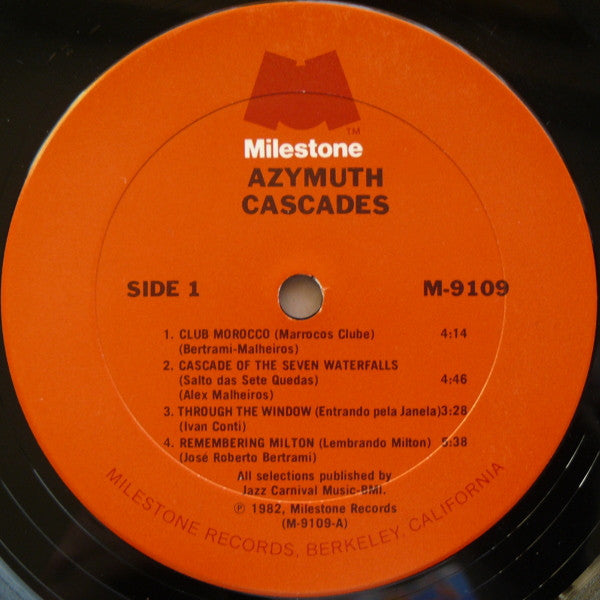 TM
Milestone
AZYMUTH
CASCADES
SIDE 1
M-9109
1. CLUB MOROCCO (Marrocos Clube) 4:14
(Bertrami-Malheiros)
2. CASCADE OF THE SEVEN WATERFALLS
(Salto das Sete Quedas) 4:46
(Alex Malheiros)
3. THROUGH THE WINDOW (Entrando pela Janela) 3:28
(Ivan Conti)
4. REMEMBERING MILTON (Lembrando Milton) 5:38
(José Roberto Bertrami)
All selections published by
Jazz Carnival Music-BMI.
℗ 1982, Milestone Records
(M-9109-A)
MILESTONE RECORDS, BERKELEY, CALIFORNIA